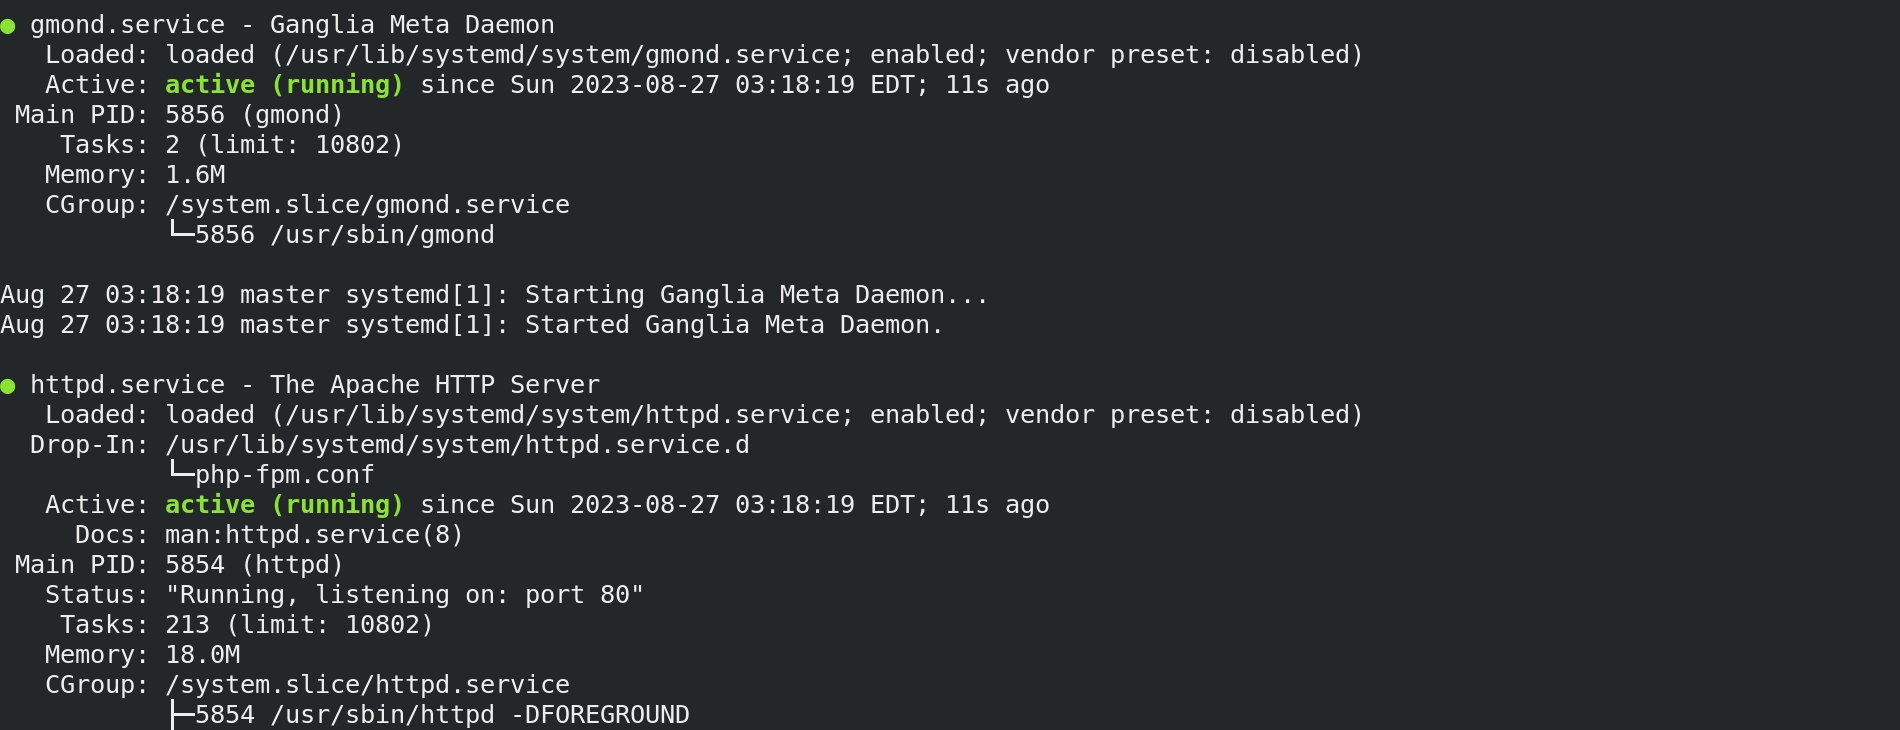 ● gmond.service - Ganglia Meta Daemon
   Loaded: loaded (/usr/lib/systemd/system/gmond.service; enabled; vendor preset: disabled)
   Active: active (running) since Sun 2023-08-27 03:18:19 EDT; 11s ago
 Main PID: 5856 (gmond)
    Tasks: 2 (limit: 10802)
   Memory: 1.6M
   CGroup: /system.slice/gmond.service
           └─5856 /usr/sbin/gmond

Aug 27 03:18:19 master systemd[1]: Starting Ganglia Meta Daemon...
Aug 27 03:18:19 master systemd[1]: Started Ganglia Meta Daemon.

● httpd.service - The Apache HTTP Server
   Loaded: loaded (/usr/lib/systemd/system/httpd.service; enabled; vendor preset: disabled)
  Drop-In: /usr/lib/systemd/system/httpd.service.d
           └─php-fpm.conf
   Active: active (running) since Sun 2023-08-27 03:18:19 EDT; 11s ago
     Docs: man:httpd.service(8)
 Main PID: 5854 (httpd)
   Status: "Running, listening on: port 80"
    Tasks: 213 (limit: 10802)
   Memory: 18.0M
   CGroup: /system.slice/httpd.service
           ├─5854 /usr/sbin/httpd -DFOREGROUND